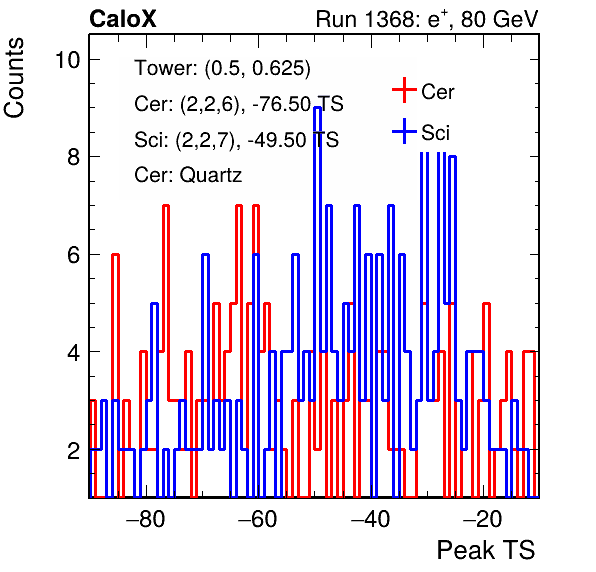 CaloX Run 1368: e⁺, 80 GeV
Counts
10
8
6
4
2
Tower: (0.5, 0.625)
Cer: (2,2,6), -76.50 TS
Sci: (2,2,7), -49.50 TS
Cer: Quartz
Cer
Sci
−80 −60 −40 −20
Peak TS